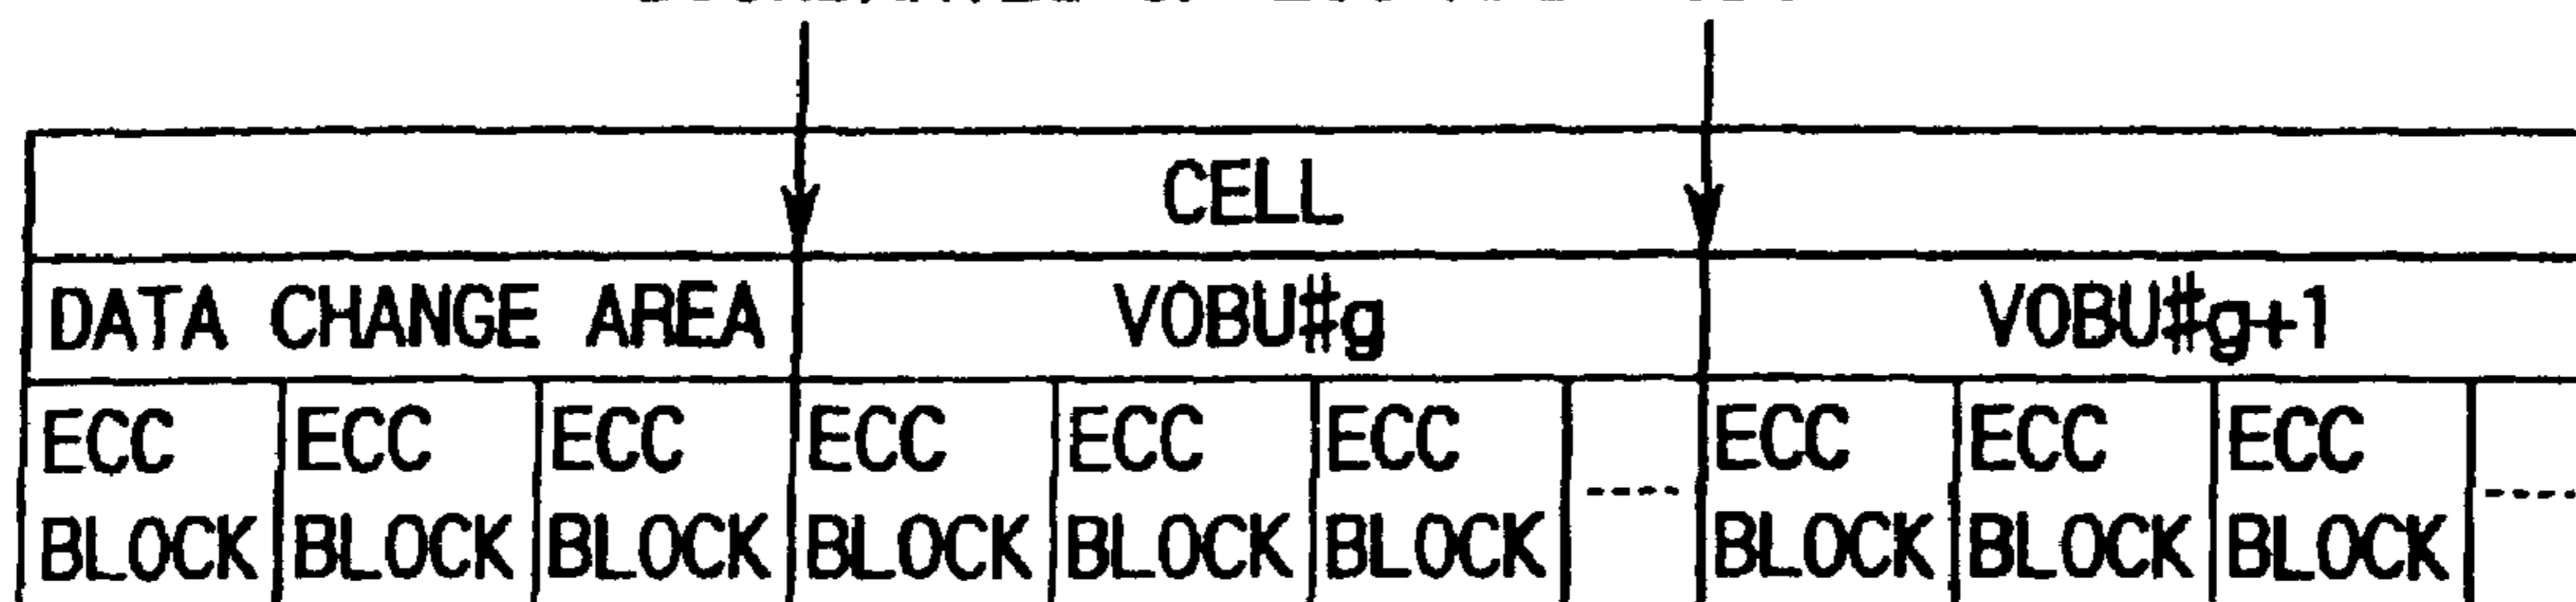 CELL
DATA CHANGE AREA VOBU#g VOBU#g+1
ECC ECC ECC ECC ECC ECC ECC ECC ECC
BLOCK BLOCK BLOCK BLOCK BLOCK BLOCK ---- BLOCK BLOCK BLOCK ----